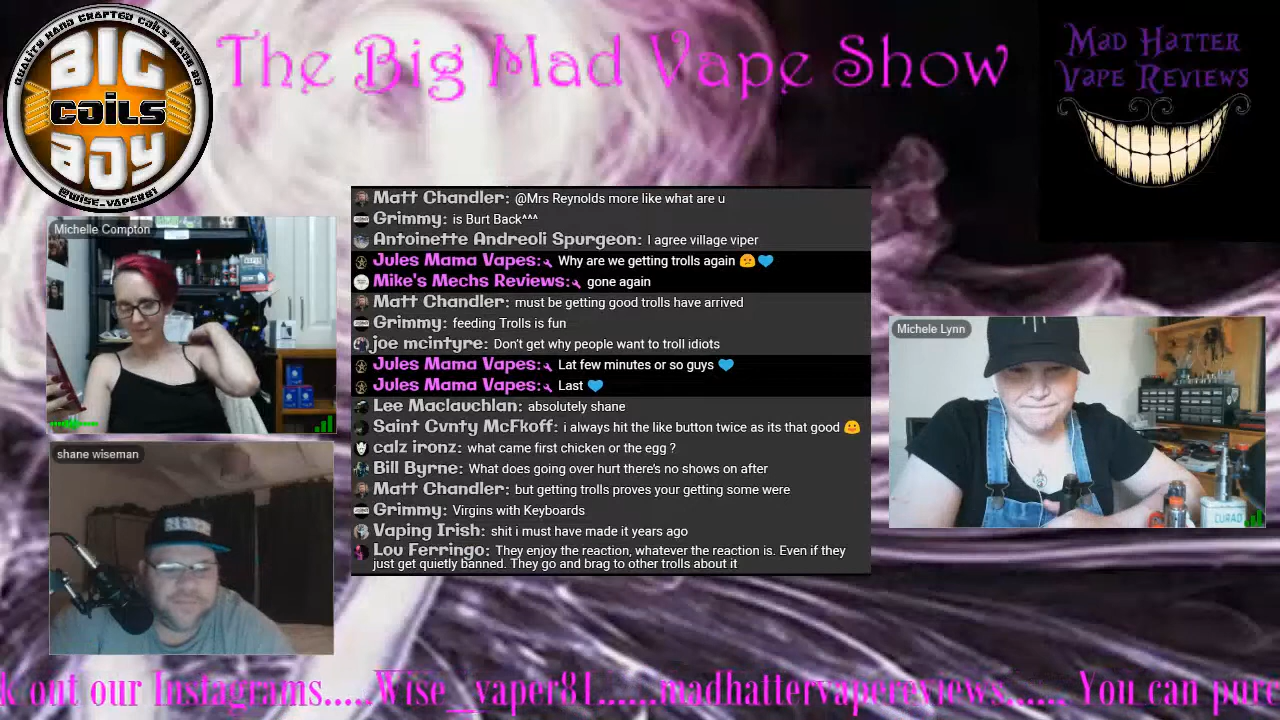 QUALITY HAND CRAFTED COILS MADE BY
BIG
COILS
BOY
@WISE_VAPER81
The Big Mad Vape Show
Mad Hatter
Vape Reviews
Michelle Compton
Matt Chandler: @Mrs Reynolds more like what are u
Grimmy: is Burt Back^^^
Antoinette Andreoli Spurgeon: I agree village viper
Jules Mama Vapes: Why are we getting trolls again 😕💙
Mike's Mechs Reviews: gone again
Matt Chandler: must be getting good trolls have arrived
Grimmy: feeding Trolls is fun
joe mcintyre: Don't get why people want to troll idiots
Jules Mama Vapes: Lat few minutes or so guys 💙
Jules Mama Vapes: Last 💙
Lee Maclauchlan: absolutely shane
Saint Cvnty McFkoff: i always hit the like button twice as its that good 🙂
calz ironz: what came first chicken or the egg ?
Bill Byrne: What does going over hurt there's no shows on after
Matt Chandler: but getting trolls proves your getting some were
Grimmy: Virgins with Keyboards
Vaping Irish: shit i must have made it years ago
Lou Ferringo: They enjoy the reaction, whatever the reaction is. Even if they
just get quietly banned. They go and brag to other trolls about it
Michele Lynn
CURAD
shane wiseman
k out our Instagrams.....Wise_vaper81......madhattervapereviews...... You can purc